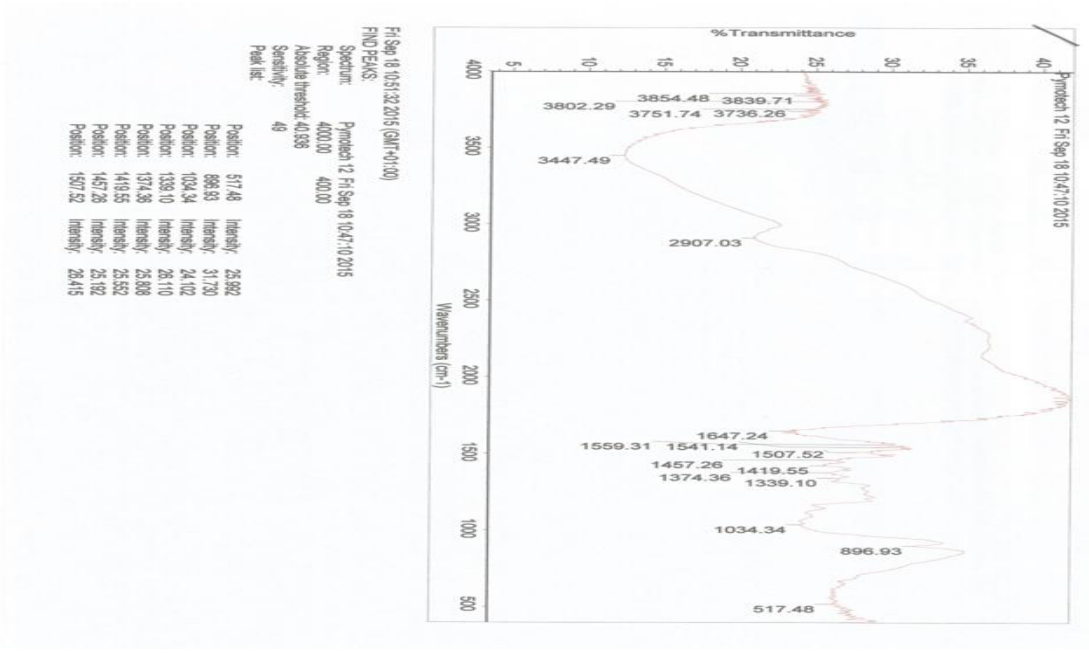 Pymotech 12 Fri Sep 18 10:47:10 2015
%Transmittance
40
35
30
25
20
15
10
5
3854.48
3839.71
3802.29
3751.74
3736.26
3447.49
2907.03
1647.24
1559.31
1541.14
1507.52
1457.26
1419.55
1374.36
1339.10
1034.34
896.93
517.48
4000 3500 3000 2500 2000 1500 1000 500
Wavenumbers (cm-1)
Fri Sep 18 10:51:32 2015 (GMT+01:00)
FIND PEAKS:
Spectrum: Pymotech 12 Fri Sep 18 10:47:10 2015
Region: 4000.00 400.00
Absolute threshold: 40.936
Sensitivity: 49
Peak list:
Position: 517.48 Intensity: 25.992
Position: 896.93 Intensity: 31.730
Position: 1034.34 Intensity: 24.102
Position: 1339.10 Intensity: 26.110
Position: 1374.36 Intensity: 25.808
Position: 1419.55 Intensity: 25.552
Position: 1457.26 Intensity: 25.192
Position: 1507.52 Intensity: 26.415